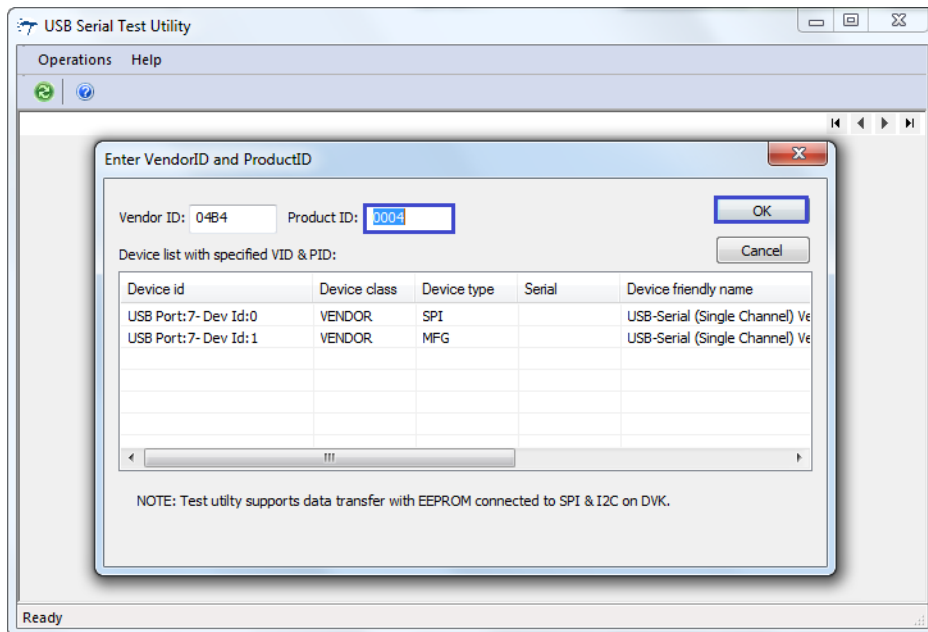 USB Serial Test Utility
Operations Help
Enter VendorID and ProductID
Vendor ID: 04B4 Product ID: 0004 OK
Device list with specified VID & PID: Cancel
Device id Device class Device type Serial Device friendly name
USB Port:7- Dev Id:0 VENDOR SPI USB-Serial (Single Channel) Ve
USB Port:7- Dev Id:1 VENDOR MFG USB-Serial (Single Channel) Ve
NOTE: Test utilty supports data transfer with EEPROM connected to SPI & I2C on DVK.
Ready